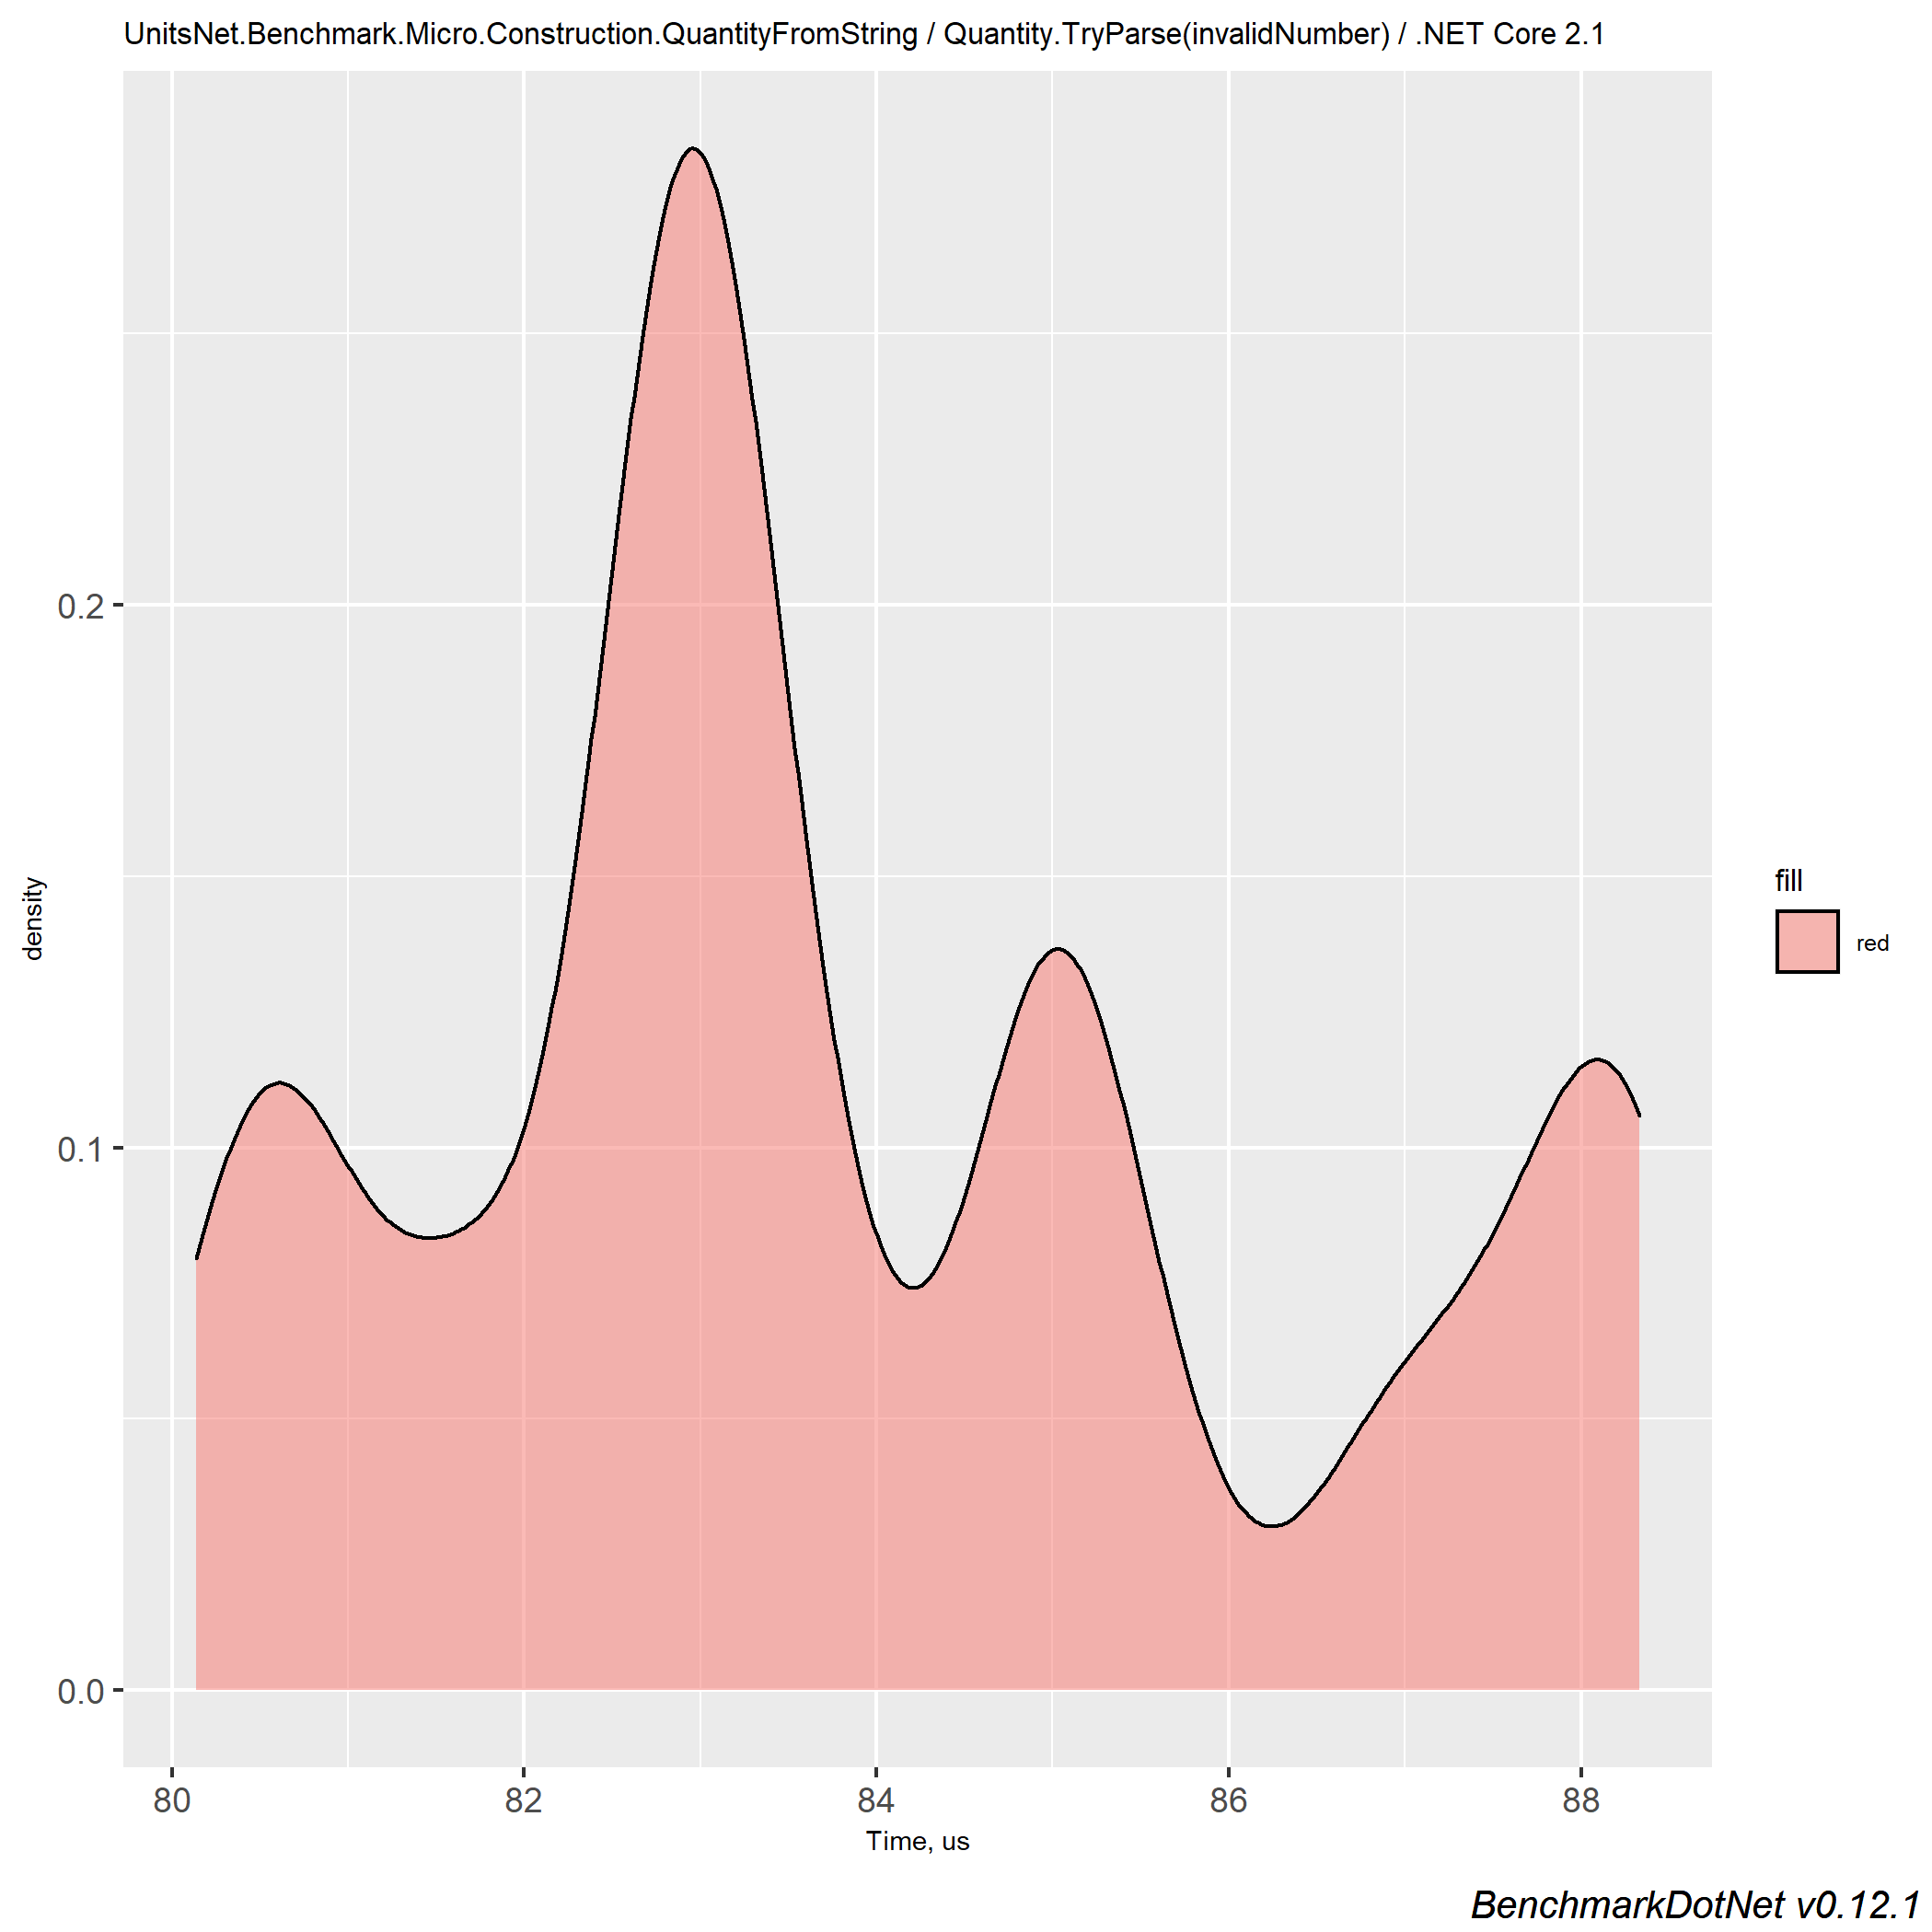 UnitsNet.Benchmark.Micro.Construction.QuantityFromString / Quantity.TryParse(invalidNumber) / .NET Core 2.1
density
0.2
0.1
0.0
80 82 84 86 88
Time, us
fill
red
BenchmarkDotNet v0.12.1